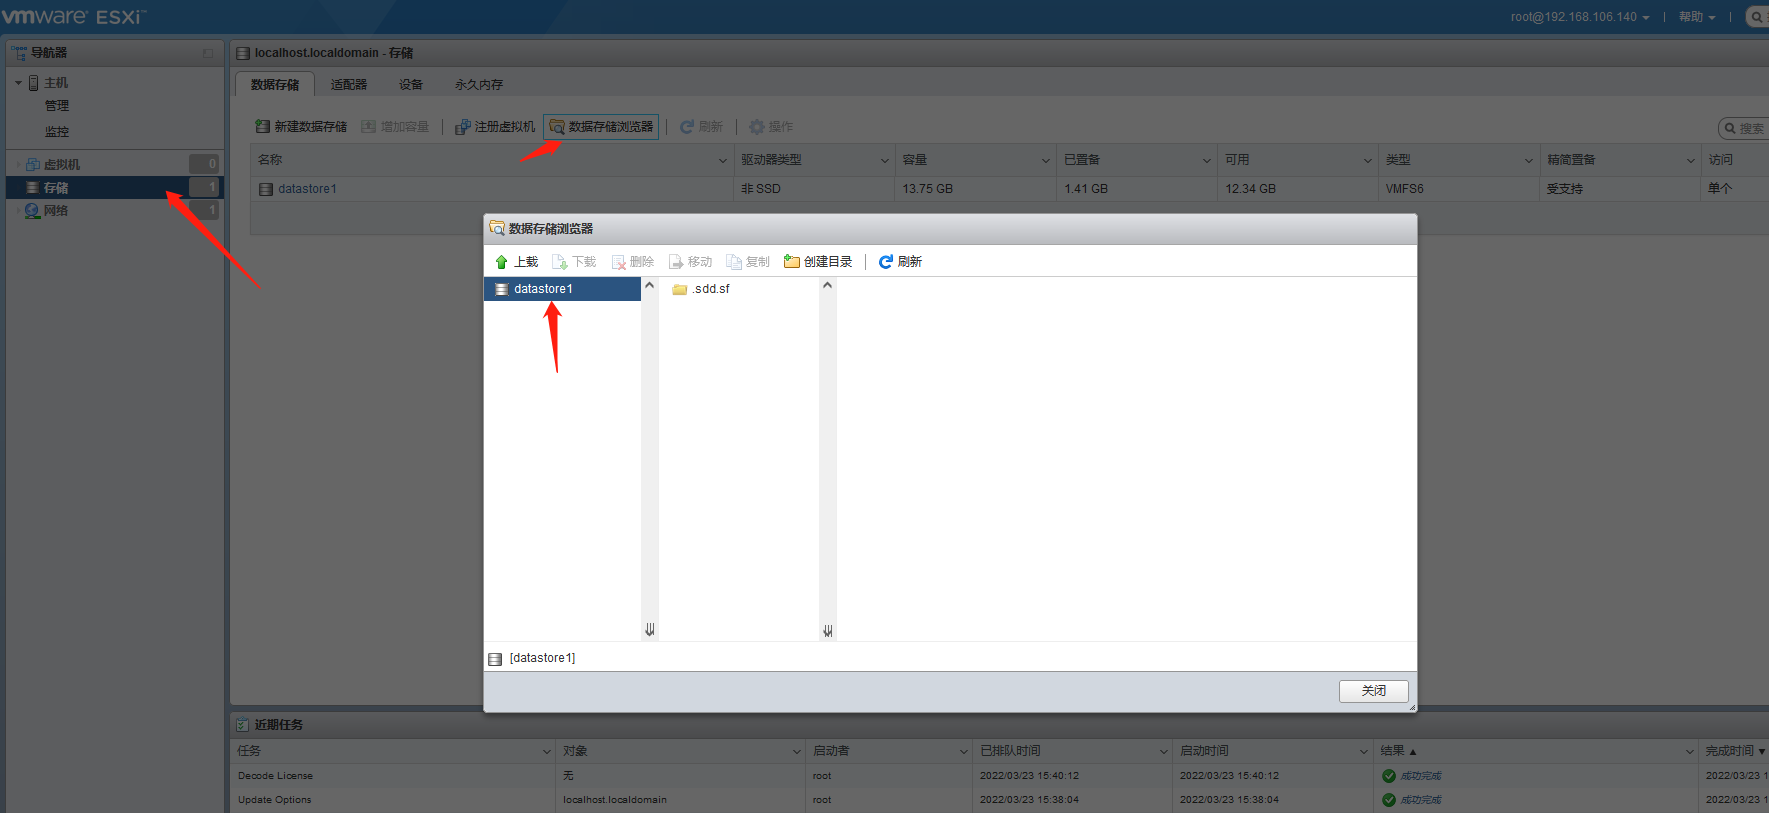 vmware ESXi™
root@192.168.106.140 | 帮助 |
导航器
主机
管理
监控
虚拟机 0
存储 1
网络 1
localhost.localdomain - 存储
数据存储 适配器 设备 永久内存
新建数据存储 增加容量 | 注册虚拟机 数据存储浏览器 | 刷新 | 操作
搜索
名称 驱动器类型 容量 已置备 可用 类型 精简置备 访问
datastore1 非 SSD 13.75 GB 1.41 GB 12.34 GB VMFS6 受支持 单个
数据存储浏览器
上载 下载 删除 移动 复制 创建目录 | 刷新
datastore1
.sdd.sf
[datastore1]
关闭
近期任务
任务 对象 启动者 已排队时间 启动时间 结果 ▲ 完成时间 ▼
Decode License 无 root 2022/03/23 15:40:12 2022/03/23 15:40:12 成功完成 2022/03/23 1
Update Options localhost.localdomain root 2022/03/23 15:38:04 2022/03/23 15:38:04 成功完成 2022/03/23 1